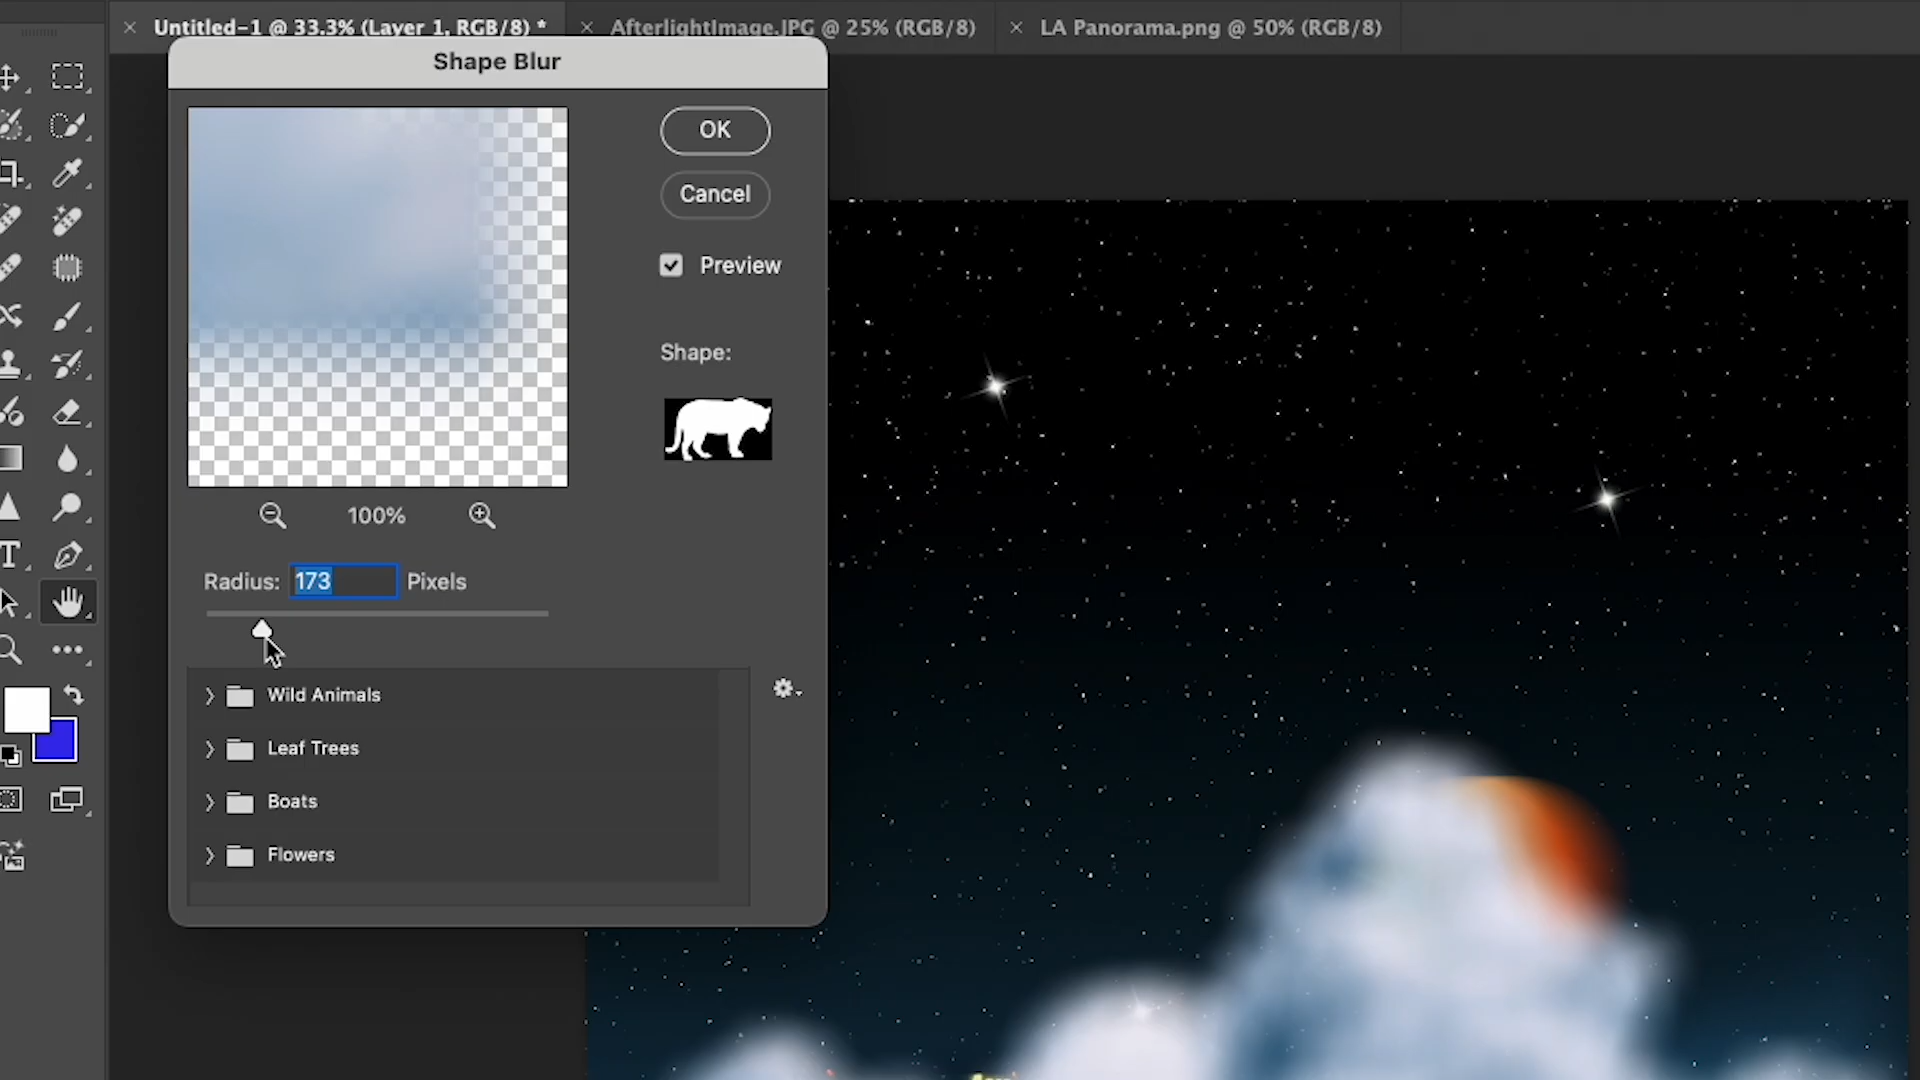 Untitled-1 @ 33.3% (Layer 1, RGB/8) *
AfterlightImage.JPG @ 25% (RGB/8)
LA Panorama.png @ 50% (RGB/8)
Shape Blur
OK
Cancel
Preview
Shape:
100%
Radius: 173 Pixels
Wild Animals
Leaf Trees
Boats
Flowers